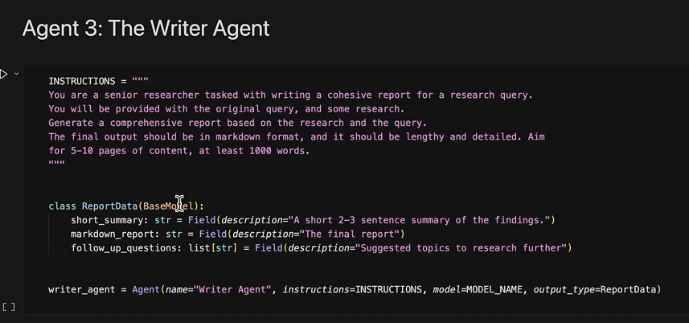 Agent 3: The Writer Agent
INSTRUCTIONS = """
You are a senior researcher tasked with writing a cohesive report for a research query.
You will be provided with the original query, and some research.
Generate a comprehensive report based on the research and the query.
The final output should be in markdown format, and it should be lengthy and detailed. Aim
for 5-10 pages of content, at least 1000 words.
"""
class ReportData(BaseModel):
short_summary: str = Field(description="A short 2-3 sentence summary of the findings.")
markdown_report: str = Field(description="The final report")
follow_up_questions: list[str] = Field(description="Suggested topics to research further")
writer_agent = Agent(name="Writer Agent", instructions=INSTRUCTIONS, model=MODEL_NAME, output_type=ReportData)
[ ]